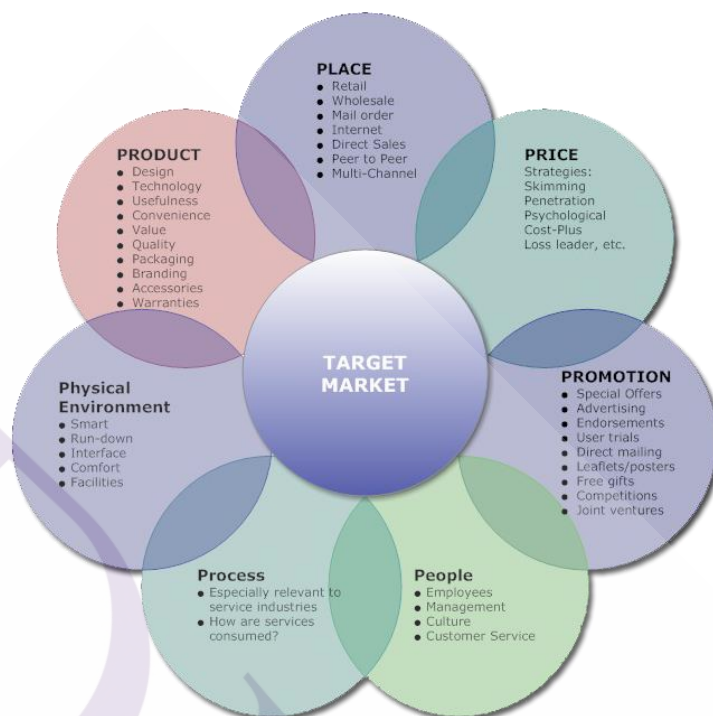 PLACE
● Retail
● Wholesale
● Mail order
● Internet
● Direct Sales
● Peer to Peer
● Multi-Channel
PRODUCT
● Design
● Technology
● Usefulness
● Convenience
● Value
● Quality
● Packaging
● Branding
● Accessories
● Warranties
PRICE
Strategies:
Skimming
Penetration
Psychological
Cost-Plus
Loss leader, etc.
TARGET
MARKET
Physical
Environment
● Smart
● Run-down
● Interface
● Comfort
● Facilities
PROMOTION
● Special Offers
● Advertising
● Endorsements
● User trials
● Direct mailing
● Leaflets/posters
● Free gifts
● Competitions
● Joint ventures
Process
● Especially relevant to
service industries
● How are services
consumed?
People
● Employees
● Management
● Culture
● Customer Service